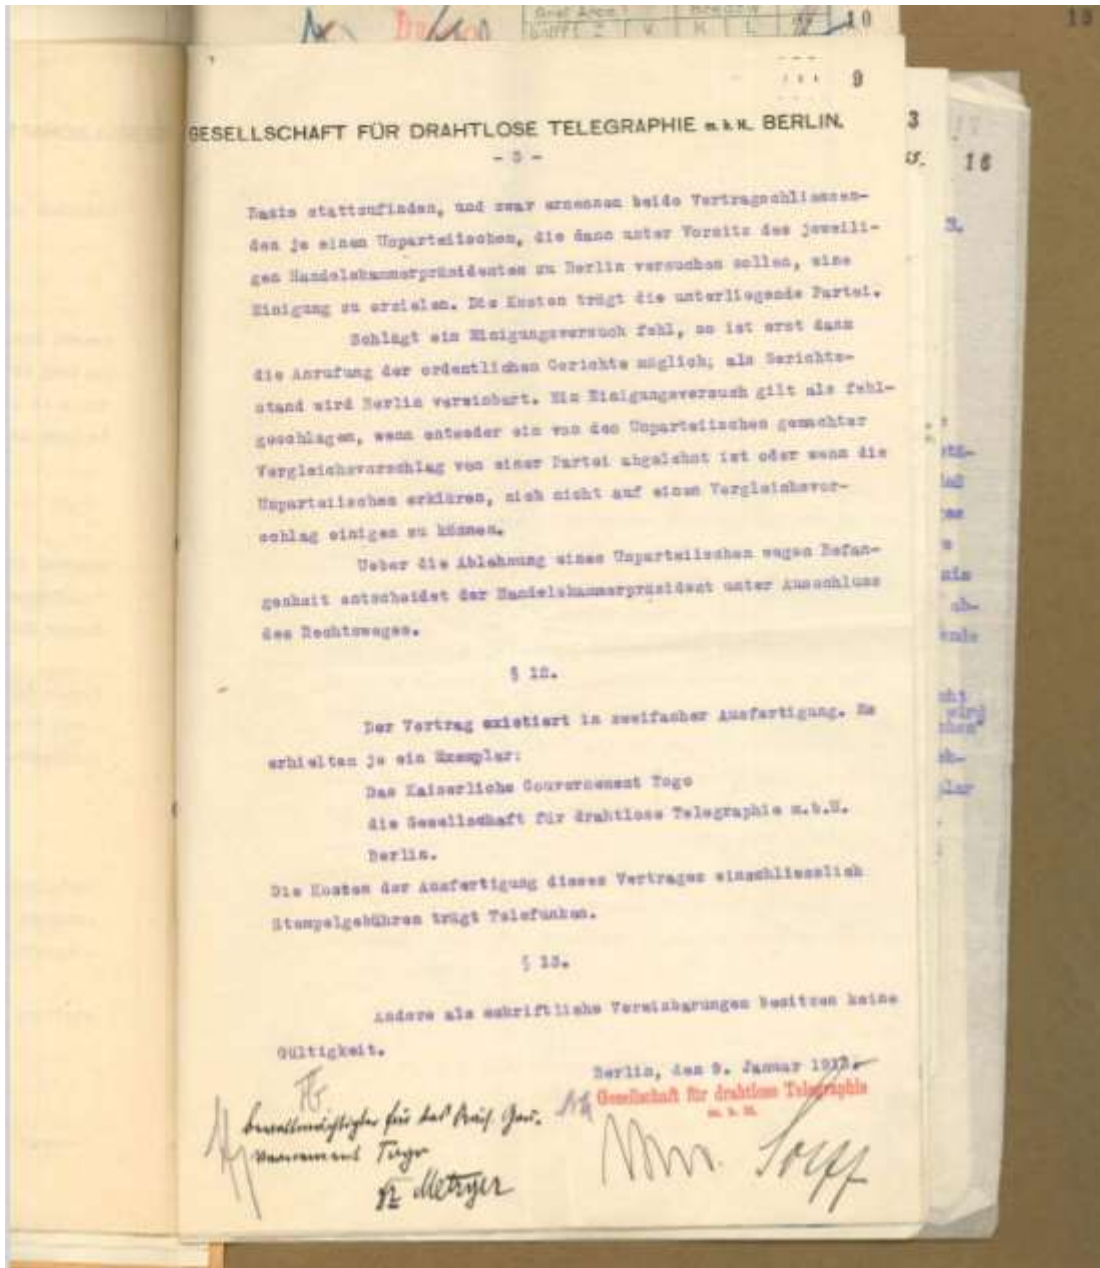 10
10
9
GESELLSCHAFT FÜR DRAHTLOSE TELEGRAPHIE m. b. H. BERLIN.
3
16
Basis stattzufinden, und zwar ernennen beide Vertragschliessen-
den je einen Unparteiischen, die dann unter Vorsitz des jeweili-
gen Handelskammerpräsidenten zu Berlin versuchen sollen, eine
Einigung zu erzielen. Die Kosten trägt die unterliegende Partei.
Schlägt ein Einigungsversuch fehl, so ist erst dann
die Anrufung der ordentlichen Gerichte möglich; als Gerichts-
stand wird Berlin vereinbart. Ein Einigungsversuch gilt als fehl-
geschlagen, wenn entweder ein von den Unparteiischen gemachter
Vergleichsvorschlag von einer Partei abgelehnt ist oder wenn die
Unparteiischen erklären, sich nicht auf einen Vergleichsvor-
schlag einigen zu können.
Ueber die Ablehnung eines Unparteiischen wegen Befan-
genheit entscheidet der Handelskammerpräsident unter Ausschluss
des Rechtsweges.
§ 12.
Der Vertrag existiert in zweifacher Ausfertigung. Es
erhielten je ein Exemplar:
Das Kaiserliche Gouvernement Togo
die Gesellschaft für drahtlose Telegraphie m.b.H.
Berlin.
Die Kosten der Ausfertigung dieses Vertrages einschliesslich
Stempelgebühren trägt Telefunken.
§ 13.
Andere als schriftliche Vereinbarungen besitzen keine
Gültigkeit.
Berlin, den 9. Januar 1913.
Gesellschaft für drahtlose Telegraphie
m. b. H.
bevollmächtigter für das Kais. Gou-
vernement Togo
Metzger